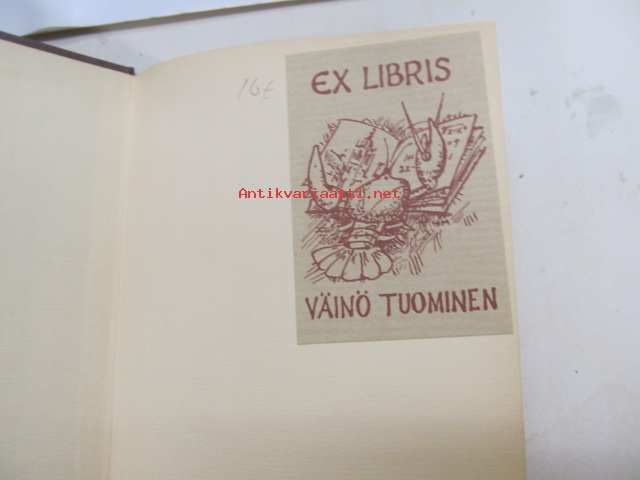 16€
EX LIBRIS
Antikvariaatti.net
VÄINÖ TUOMINEN